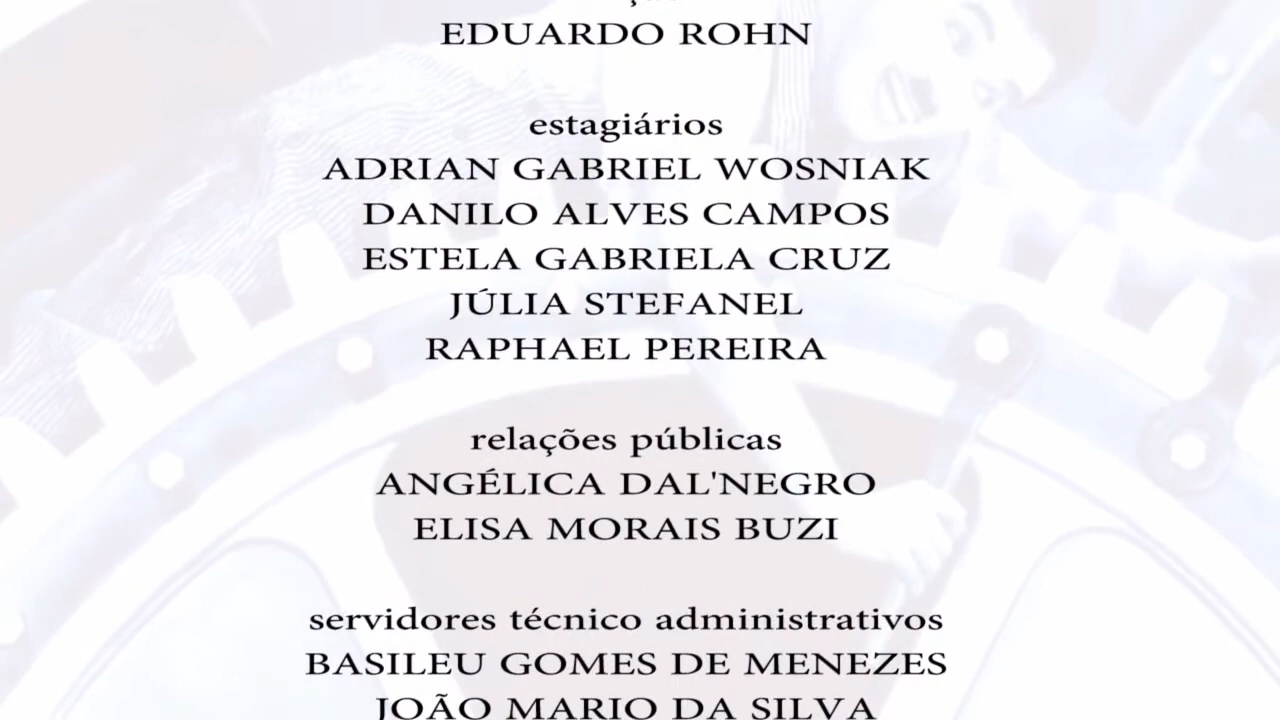 EDUARDO ROHN
estagiários
ADRIAN GABRIEL WOSNIAK
DANILO ALVES CAMPOS
ESTELA GABRIELA CRUZ
JÚLIA STEFANEL
RAPHAEL PEREIRA
relações públicas
ANGÉLICA DAL'NEGRO
ELISA MORAIS BUZI
servidores técnico administrativos
BASILEU GOMES DE MENEZES
JOÃO MARIO DA SILVA